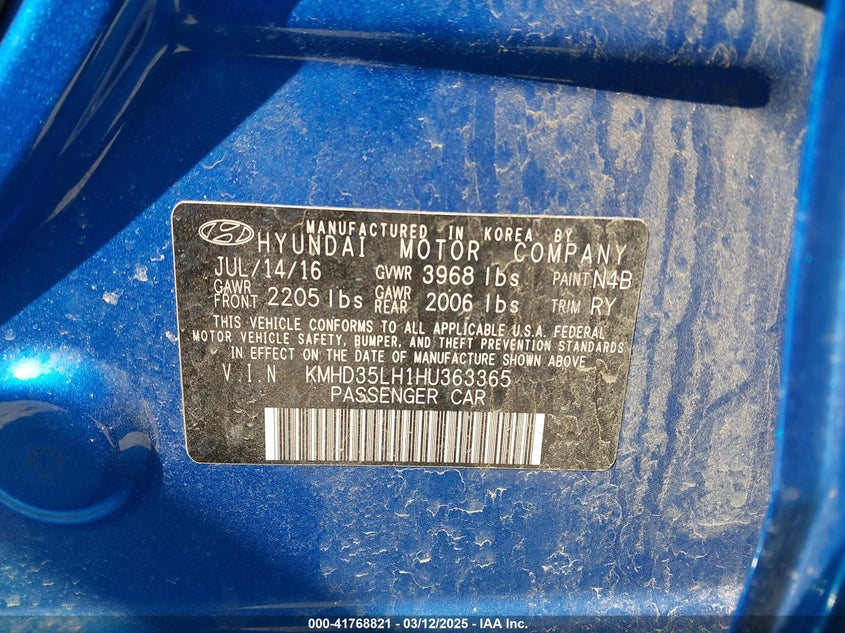 MANUFACTURED IN KOREA BY
HYUNDAI MOTOR COMPANY
JUL/14/16 GVWR 3968 lbs PAINT N4B
GAWR FRONT 2205 lbs GAWR REAR 2006 lbs TRIM RY
THIS VEHICLE CONFORMS TO ALL APPLICABLE U.S.A. FEDERAL
MOTOR VEHICLE SAFETY, BUMPER, AND THEFT PREVENTION STANDARDS
IN EFFECT ON THE DATE OF MANUFACTURE SHOWN ABOVE.
V.I.N KMHD35LH1HU363365
PASSENGER CAR
000-41768821 - 03/12/2025 - IAA Inc.